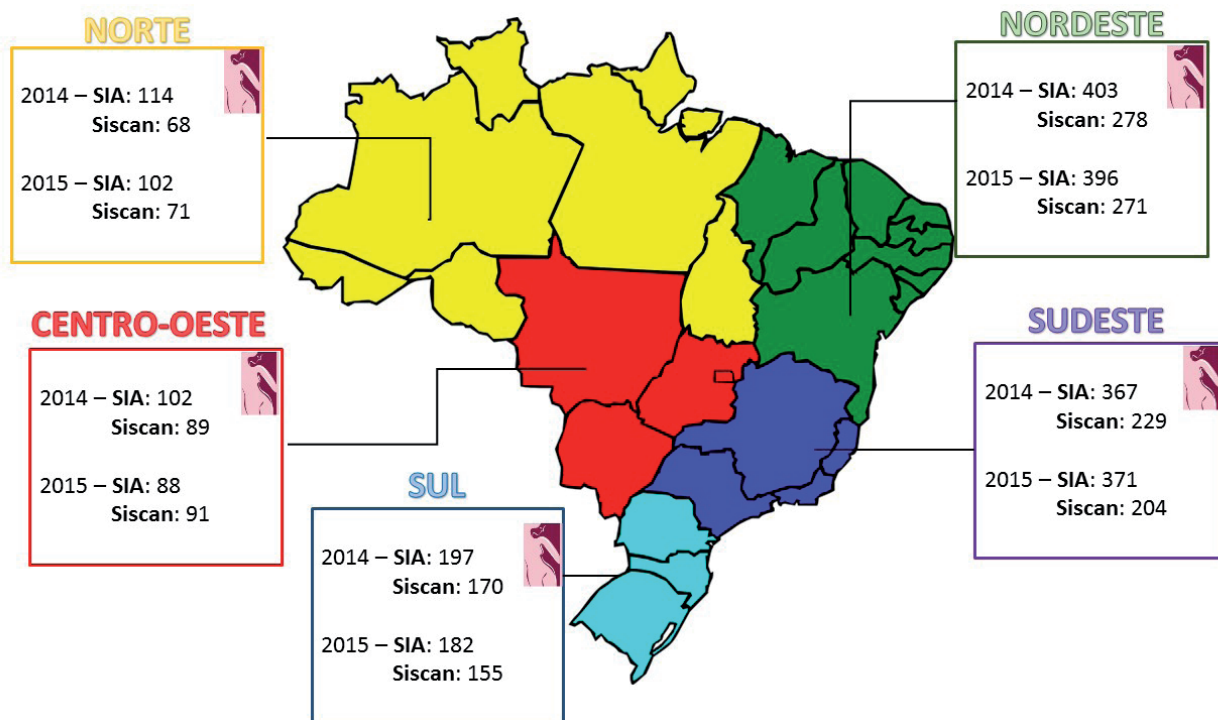 NORTE
2014 – SIA: 114
Siscan: 68
2015 – SIA: 102
Siscan: 71
NORDESTE
2014 – SIA: 403
Siscan: 278
2015 – SIA: 396
Siscan: 271
CENTRO-OESTE
2014 – SIA: 102
Siscan: 89
2015 – SIA: 88
Siscan: 91
SUDESTE
2014 – SIA: 367
Siscan: 229
2015 – SIA: 371
Siscan: 204
SUL
2014 – SIA: 197
Siscan: 170
2015 – SIA: 182
Siscan: 155